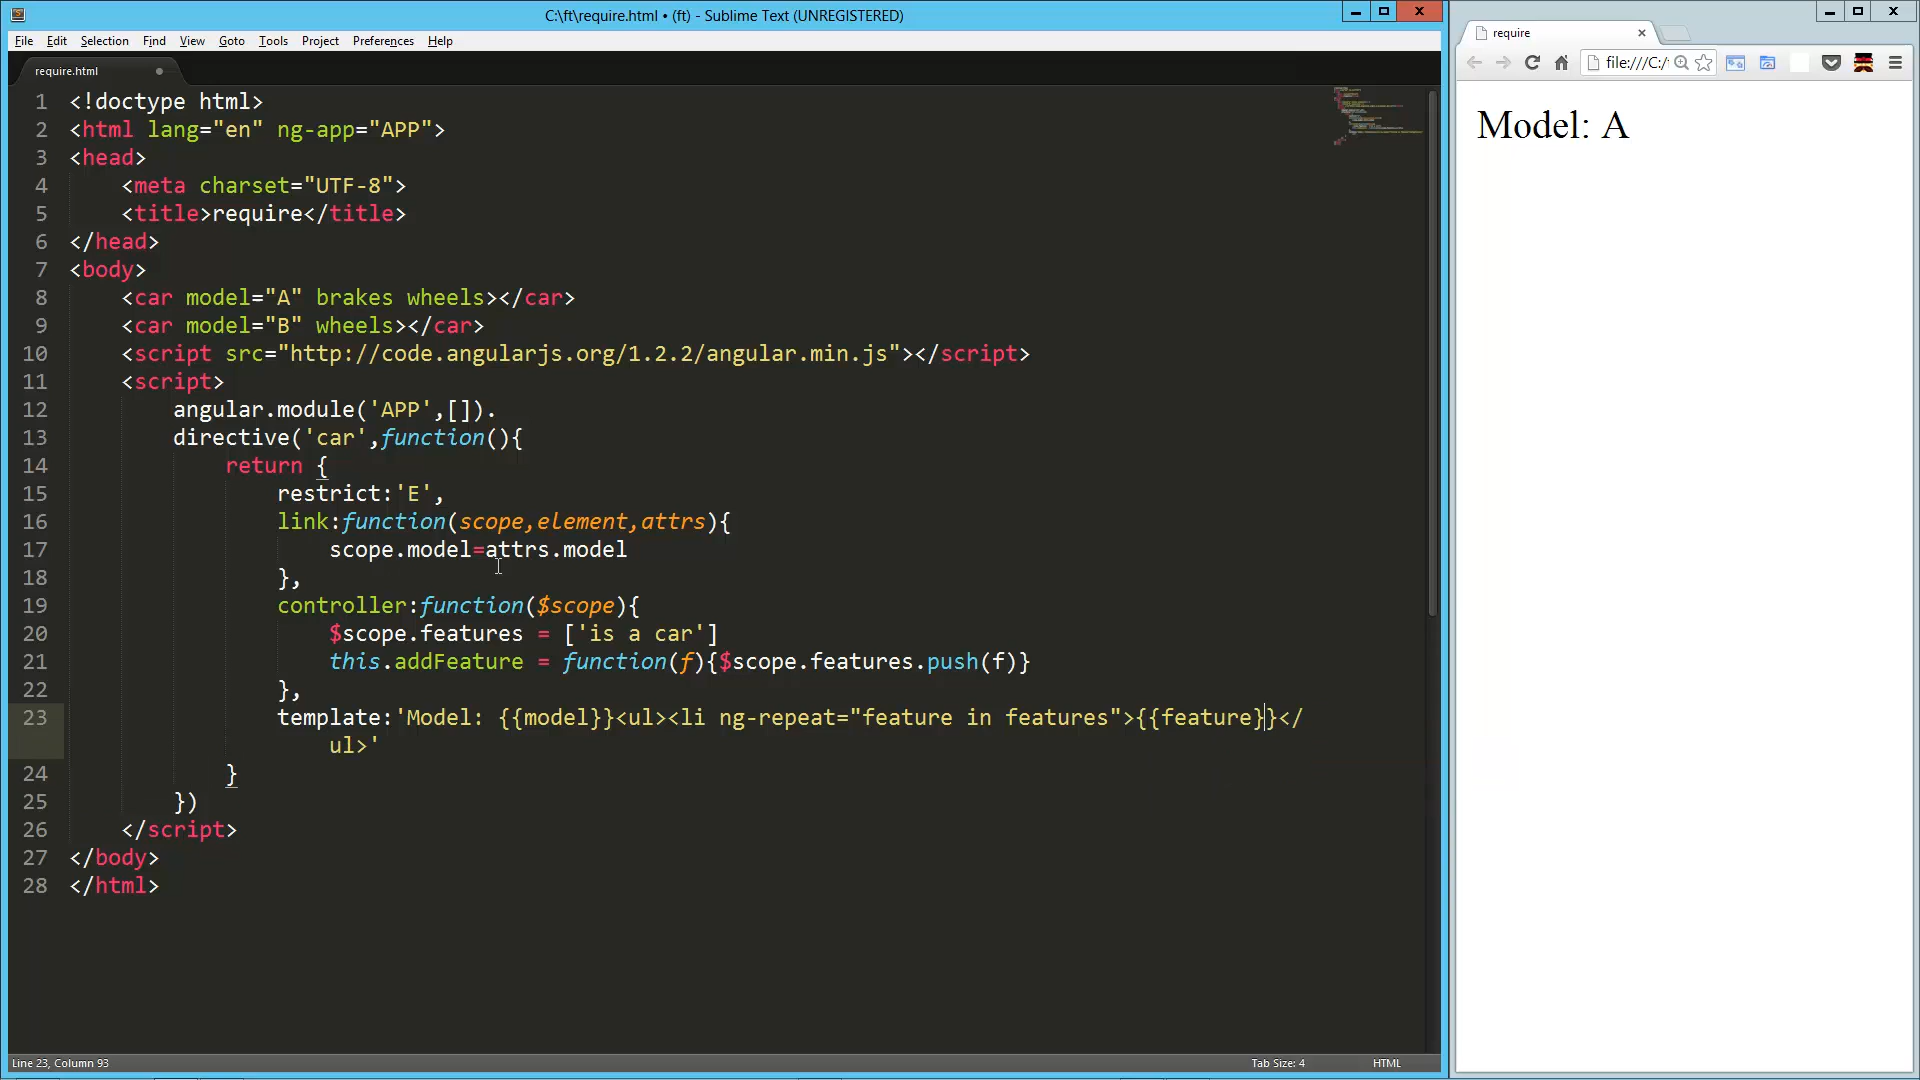 C:\ft\require.html • (ft) - Sublime Text (UNREGISTERED)
File Edit Selection Find View Goto Tools Project Preferences Help
require.html
1 <!doctype html>
2 <html lang="en" ng-app="APP">
3 <head>
4 <meta charset="UTF-8">
5 <title>require</title>
6 </head>
7 <body>
8 <car model="A" brakes wheels></car>
9 <car model="B" wheels></car>
10 <script src="http://code.angularjs.org/1.2.2/angular.min.js"></script>
11 <script>
12 angular.module('APP',[]).
13 directive('car',function(){
14 return {
15 restrict:'E',
16 link:function(scope,element,attrs){
17 scope.model=attrs.model
18 },
19 controller:function($scope){
20 $scope.features = ['is a car']
21 this.addFeature = function(f){$scope.features.push(f)}
22 },
23 template:'Model: {{model}}<ul><li ng-repeat="feature in features">{{feature}}</
ul>'
24 }
25 })
26 </script>
27 </body>
28 </html>
Line 23, Column 93
Tab Size: 4
HTML
require
file:///C:/
Model: A